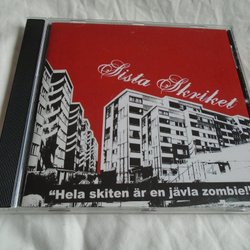 Sista Skriket
"Hela skiten är en jävla zombie!"